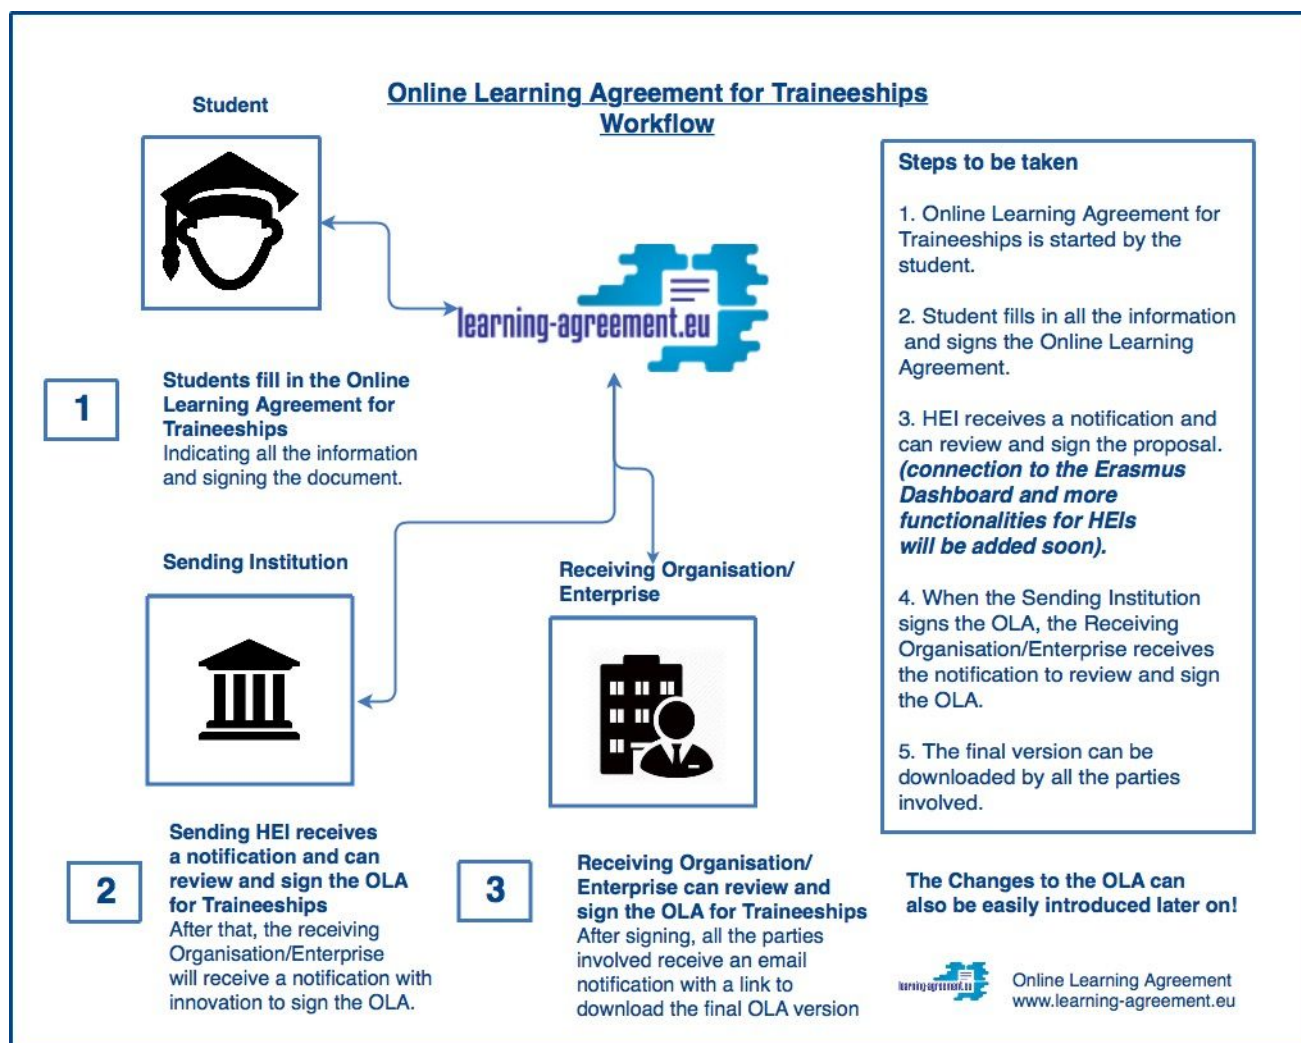 Online Learning Agreement for Traineeships
Workflow
Student
learning-agreement.eu
1
Students fill in the Online
Learning Agreement for
Traineeships
Indicating all the information
and signing the document.
Sending Institution
Receiving Organisation/
Enterprise
2
Sending HEI receives
a notification and can
review and sign the OLA
for Traineeships
After that, the receiving
Organisation/Enterprise
will receive a notification with
innovation to sign the OLA.
3
Receiving Organisation/
Enterprise can review and
sign the OLA for Traineeships
After signing, all the parties
involved receive an email
notification with a link to
download the final OLA version
Steps to be taken
1. Online Learning Agreement for
Traineeships is started by the
student.
2. Student fills in all the information
and signs the Online Learning
Agreement.
3. HEI receives a notification and
can review and sign the proposal.
(connection to the Erasmus
Dashboard and more
functionalities for HEIs
will be added soon).
4. When the Sending Institution
signs the OLA, the Receiving
Organisation/Enterprise receives
the notification to review and sign
the OLA.
5. The final version can be
downloaded by all the parties
involved.
The Changes to the OLA can
also be easily introduced later on!
learning-agreement.eu
Online Learning Agreement
www.learning-agreement.eu